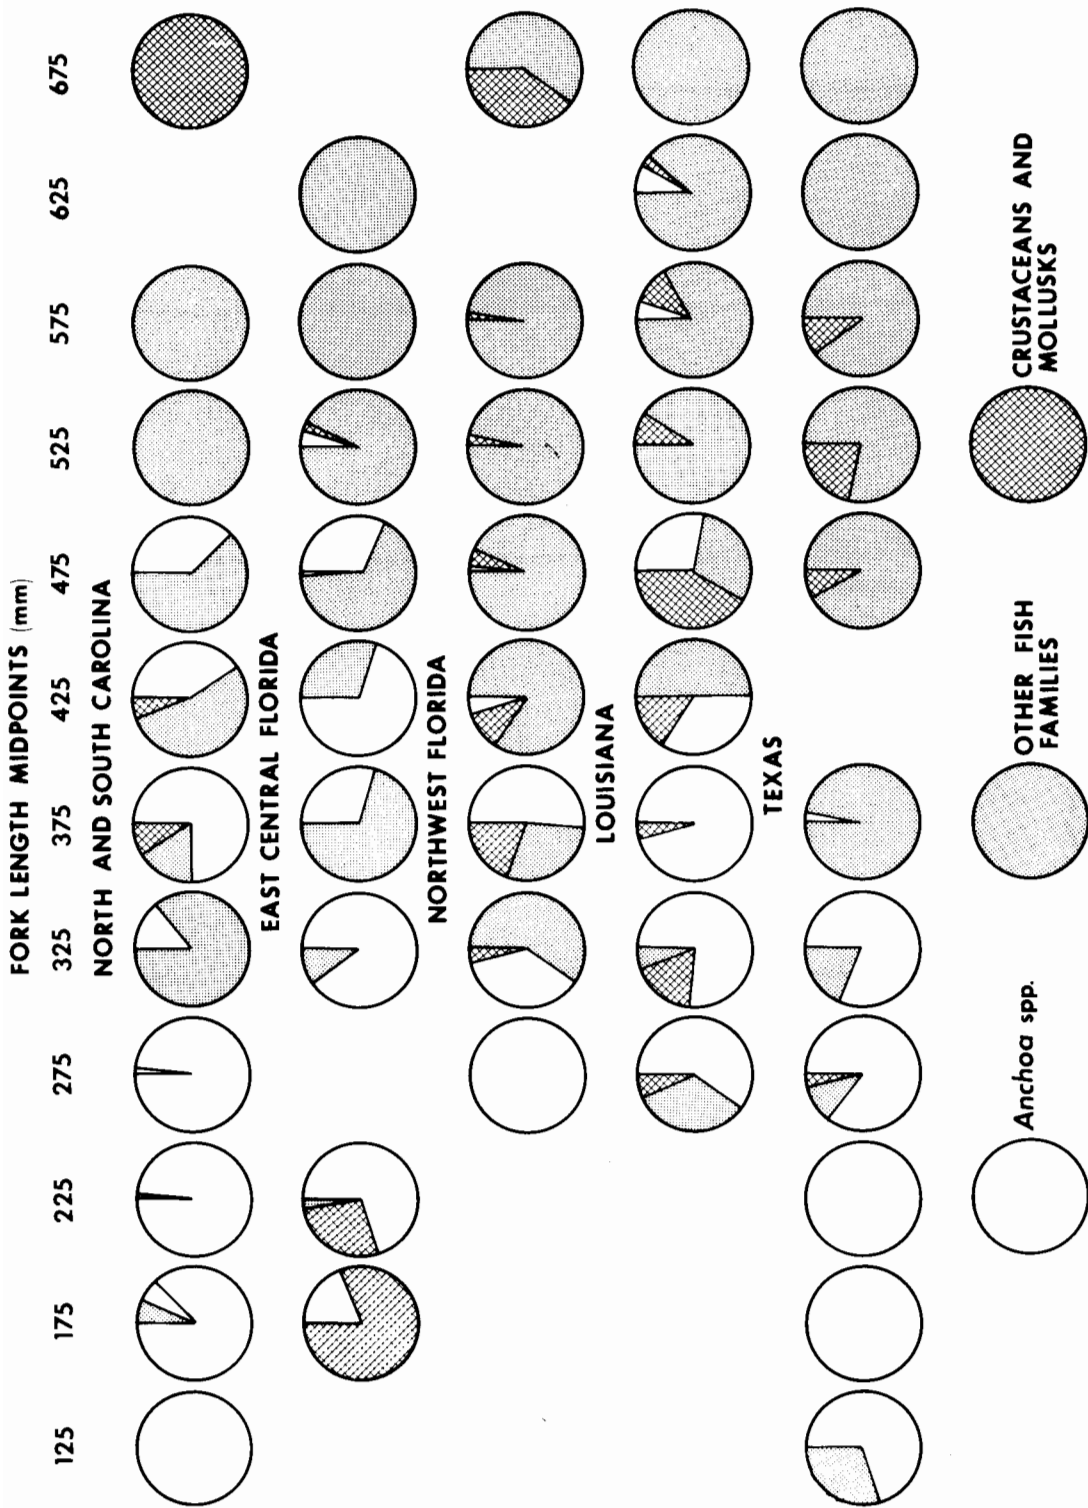 FORK LENGTH MIDPOINTS (mm)
125 175 225 275 325 375 425 475 525 575 625 675
NORTH AND SOUTH CAROLINA
EAST CENTRAL FLORIDA
NORTHWEST FLORIDA
LOUISIANA
TEXAS
Anchoa spp.
OTHER FISH
FAMILIES
CRUSTACEANS AND
MOLLUSKS